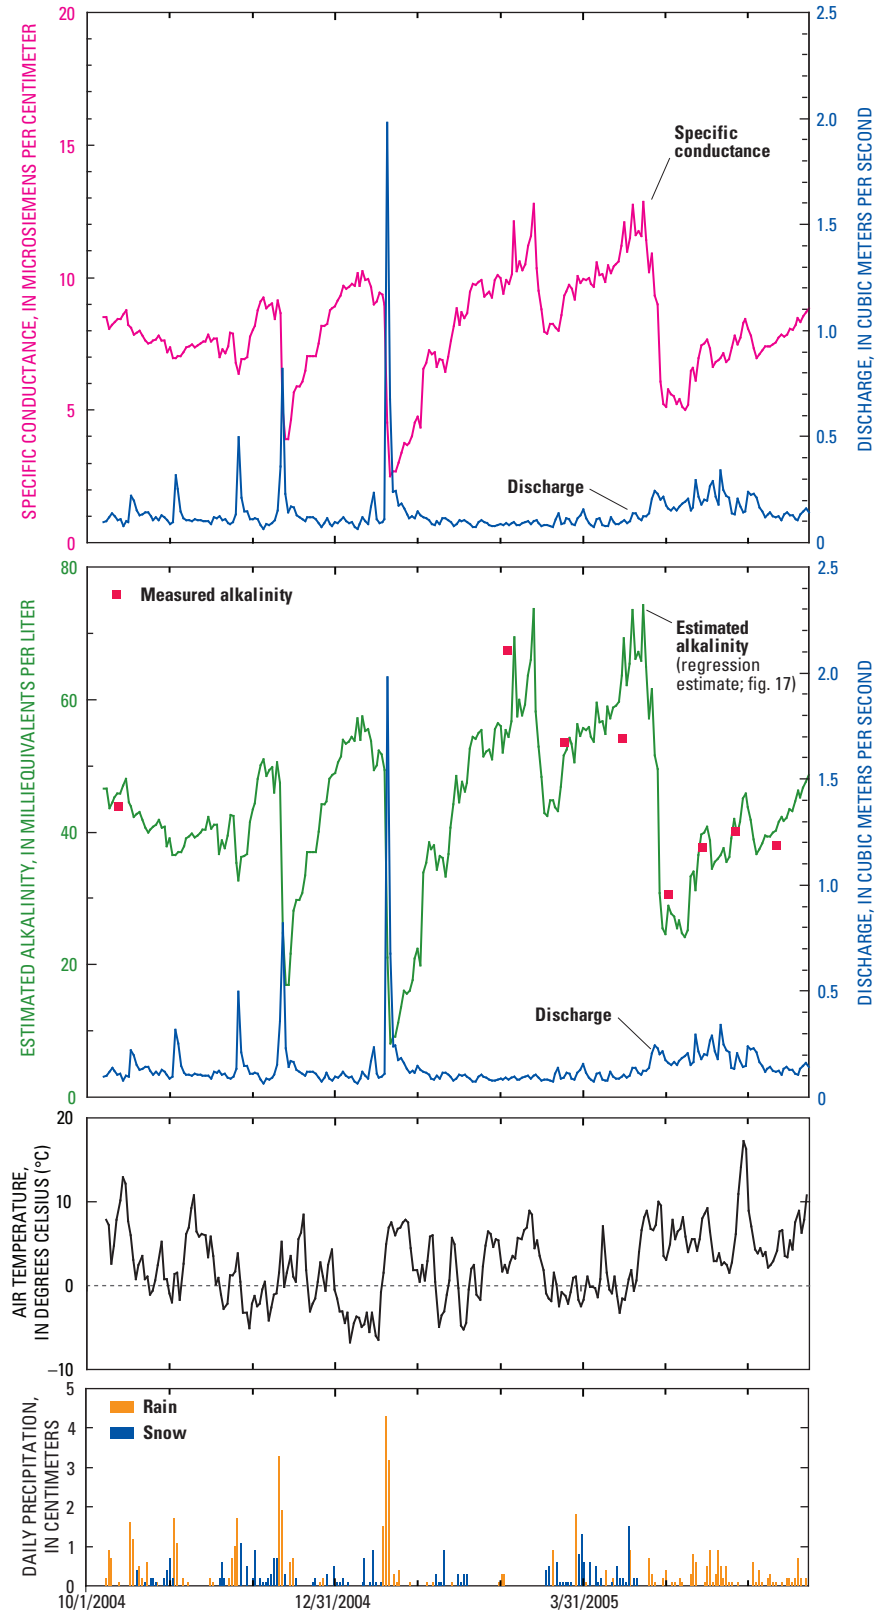 SPECIFIC CONDUCTANCE, IN MICROSIEMENS PER CENTIMETER
20
15
10
5
0
Specific
conductance
Discharge
2.5
2.0
1.5
1.0
0.5
0
DISCHARGE, IN CUBIC METERS PER SECOND
ESTIMATED ALKALINITY, IN MILLIEQUIVALENTS PER LITER
80
60
40
20
0
Measured alkalinity
Estimated
alkalinity
(regression
estimate; fig. 17)
Discharge
2.5
2.0
1.5
1.0
0.5
0
DISCHARGE, IN CUBIC METERS PER SECOND
AIR TEMPERATURE,
IN DEGREES CELSIUS (°C)
20
10
0
–10
DAILY PRECIPITATION,
IN CENTIMETERS
5
4
3
2
1
0
Rain
Snow
10/1/2004
12/31/2004
3/31/2005